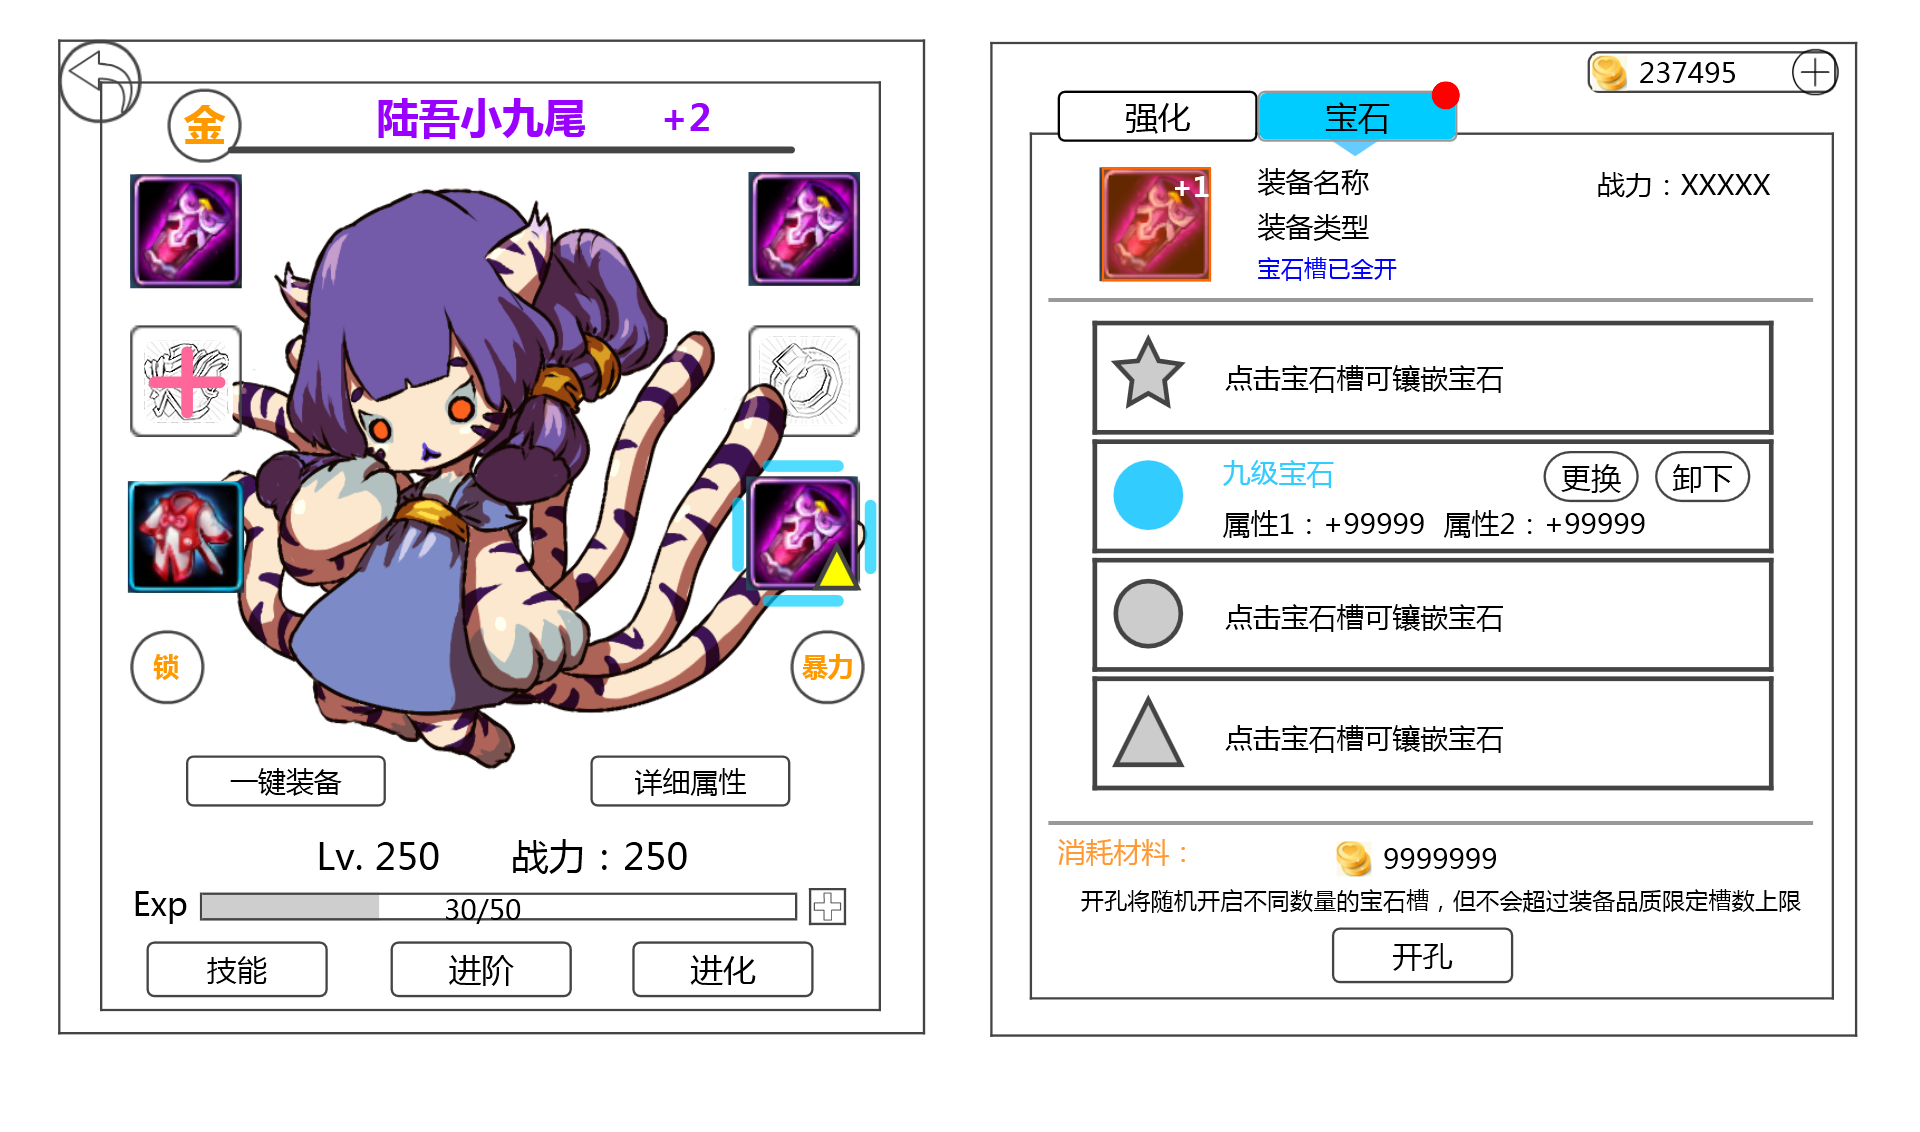 金
陆吾小九尾 +2
锁
暴力
一键装备
详细属性
Lv. 250 战力：250
Exp 30/50
技能
进阶
进化
237495
强化
宝石
+1
装备名称
战力：XXXXX
装备类型
宝石槽已全开
点击宝石槽可镶嵌宝石
九级宝石
更换
卸下
属性1：+99999 属性2：+99999
点击宝石槽可镶嵌宝石
点击宝石槽可镶嵌宝石
消耗材料：
9999999
开孔将随机开启不同数量的宝石槽，但不会超过装备品质限定槽数上限
开孔